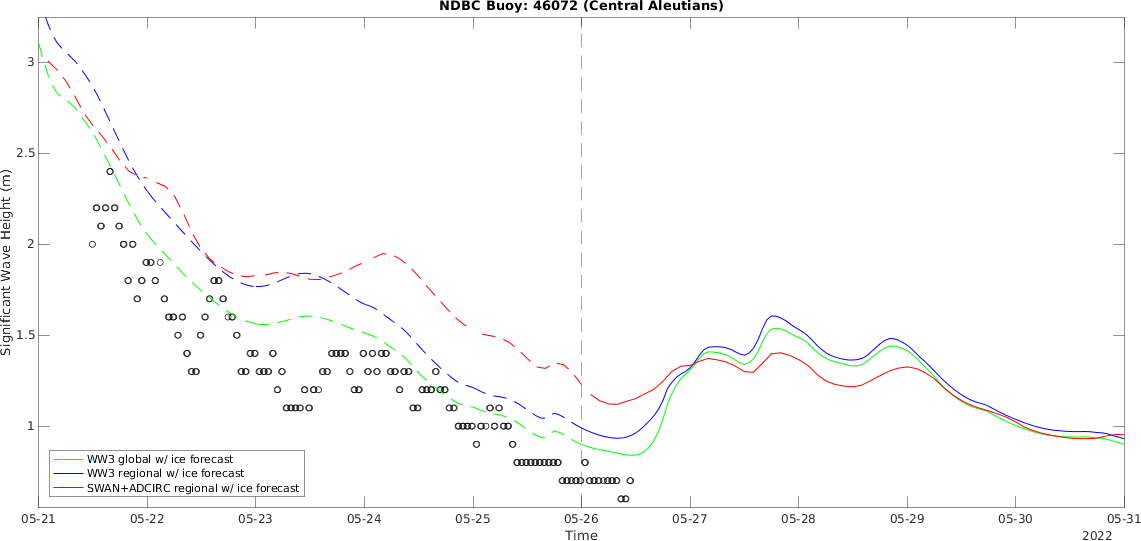 NDBC Buoy: 46072 (Central Aleutians)
3
2.5
2
1.5
1
Significant Wave Height (m)
WW3 global w/ ice forecast
WW3 regional w/ ice forecast
SWAN+ADCIRC regional w/ ice forecast
05-21 05-22 05-23 05-24 05-25 05-26 05-27 05-28 05-29 05-30 05-31
Time
2022